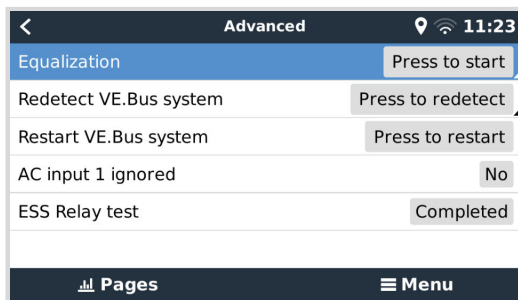 Advanced 11:23
Equalization Press to start
Redetect VE.Bus system Press to redetect
Restart VE.Bus system Press to restart
AC input 1 ignored No
ESS Relay test Completed
Pages Menu